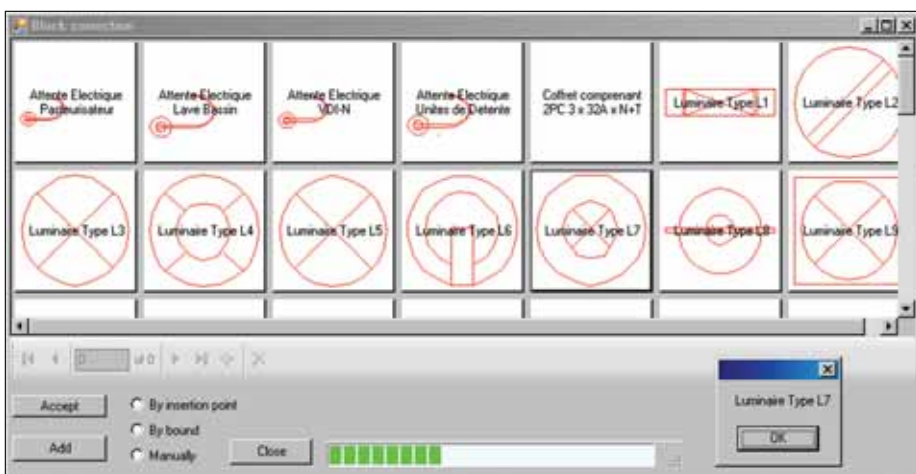 Block connection
Attente Electrique
Pasteurisateur
Attente Electrique
Lave Bassin
Attente Electrique
VDI-N
Attente Electrique
Unites de Detente
Coffret comprenant
2PC 3 x 32A x N+T
Luminaire Type L1
Luminaire Type L2
Luminaire Type L3
Luminaire Type L4
Luminaire Type L5
Luminaire Type L6
Luminaire Type L7
Luminaire Type L8
Luminaire Type L9
0
of 0
Accept
By insertion point
By bound
Add
Manually
Close
Luminaire Type L7
OK